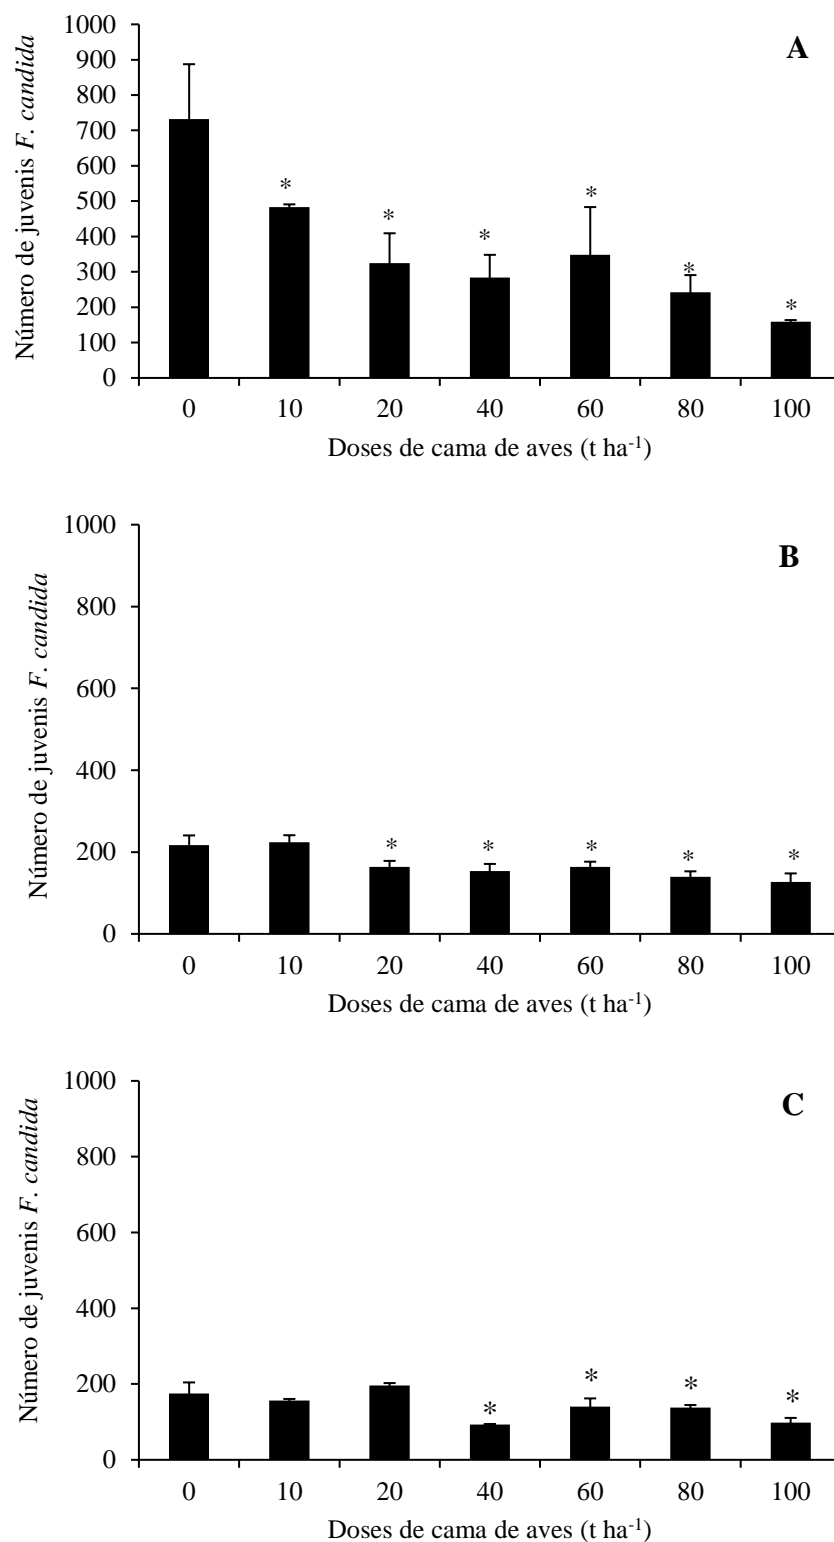 A
Número de juvenis F. candida
1000
900
800
700
600
500
400
300
200
100
0
* * * * * *
0 10 20 40 60 80 100
Doses de cama de aves (t ha-1)
B
Número de juvenis F. candida
1000
800
600
400
200
0
* * * * *
0 10 20 40 60 80 100
Doses de cama de aves (t ha-1)
C
Número de juvenis F. candida
1000
800
600
400
200
0
* * * *
0 10 20 40 60 80 100
Doses de cama de aves (t ha-1)